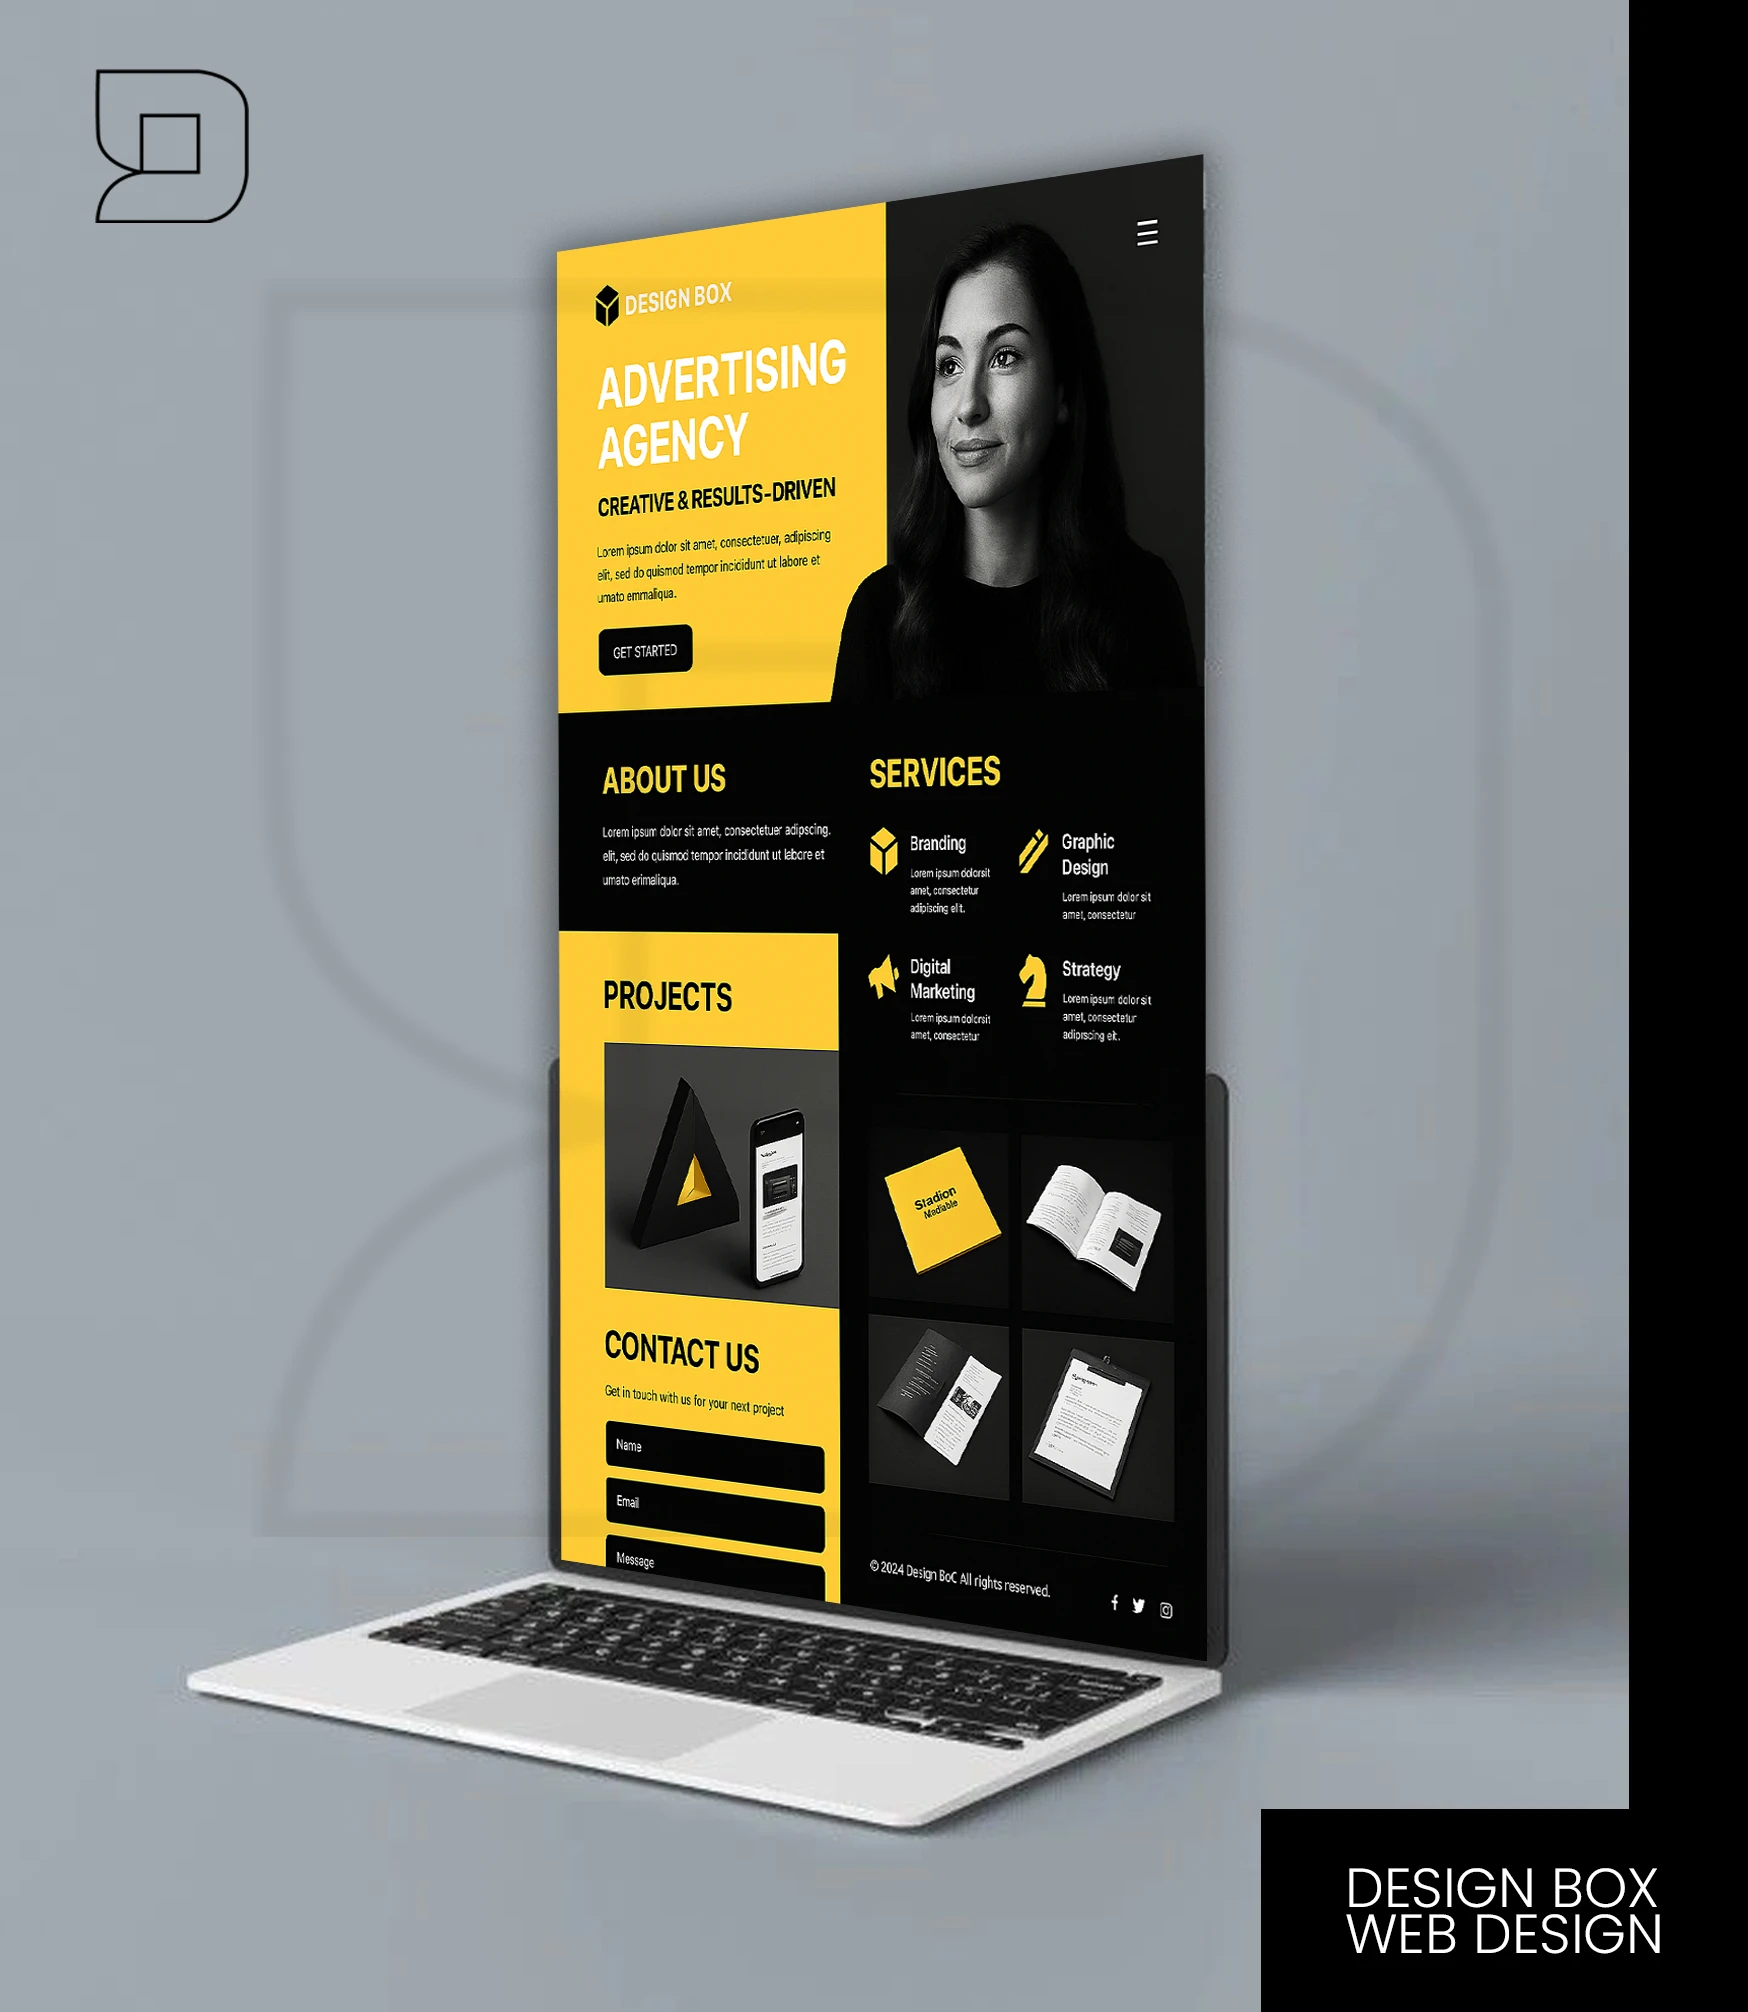 DESIGN BOX
ADVERTISING
AGENCY
CREATIVE & RESULTS-DRIVEN
Lorem ipsum dolor sit amet, consectetuer, adipiscing
elit, sed do quismod tempor incididunt ut labore et
umato emmaliqua.
GET STARTED
ABOUT US
Lorem ipsum dolor sit amet, consectetuer adipscing.
elit, sed do quismod tempor incididunt ut labore et
umato erimaliqua.
SERVICES
Branding
Lorem ipsum dolorsit
amet, consectetur
adipiscing elit.
Graphic
Design
Lorem ipsum dolor sit
amet, consectetur
Digital
Marketing
Lorem ipsum dolorsit
amet, consectetur
Strategy
Lorem ipsum dolor sit
amet, consectetur
adipiscing elt.
PROJECTS
Sladion
Mediable
CONTACT US
Get in touch with us for your next project
Name
Email
Message
© 2024 Design BoC All rights reserved.
DESIGN BOX
WEB DESIGN